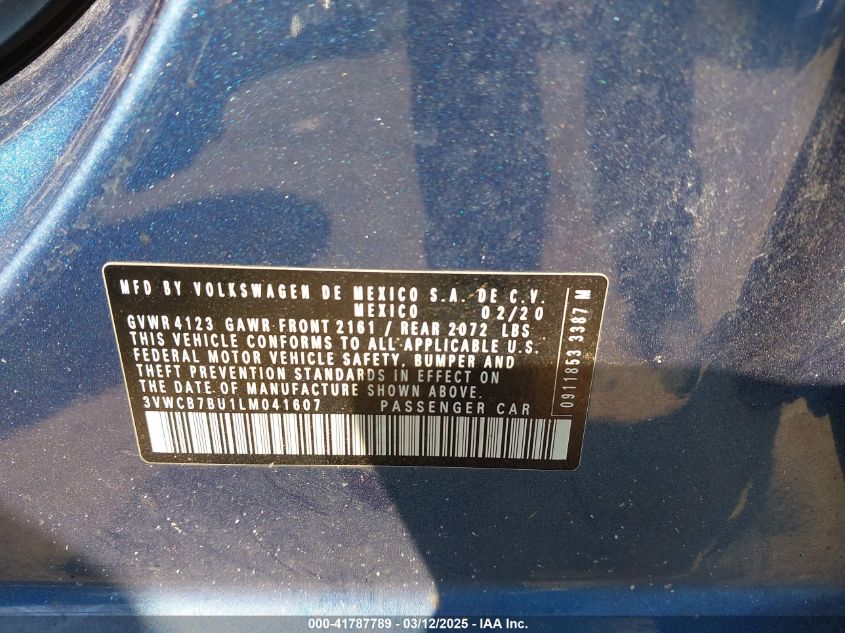 MFD BY VOLKSWAGEN DE MEXICO S.A. DE C.V.
MEXICO 02/20
GVWR 4123 GAWR FRONT 2161 / REAR 2072 LBS
THIS VEHICLE CONFORMS TO ALL APPLICABLE U.S.
FEDERAL MOTOR VEHICLE SAFETY, BUMPER AND
THEFT PREVENTION STANDARDS IN EFFECT ON
THE DATE OF MANUFACTURE SHOWN ABOVE.
3VWCB7BU1LM041607 PASSENGER CAR
0911853 3387 M
000-41787789 - 03/12/2025 - IAA Inc.